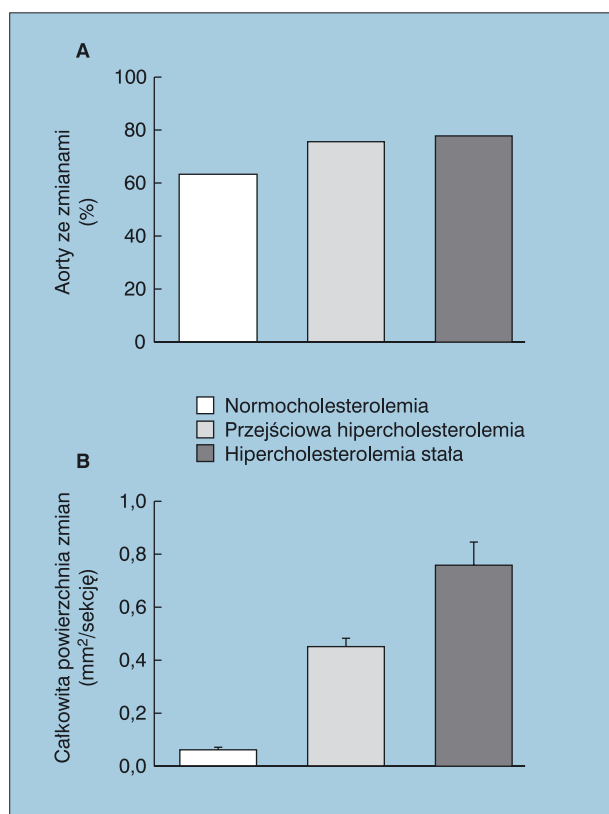 A
100
80
60
40
20
0
Aorty ze zmianami
(%)
Normocholesterolemia
Przejściowa hipercholesterolemia
Hipercholesterolemia stała
B
1,0
0,8
0,6
0,4
0,2
0,0
Całkowita powierzchnia zmian
(mm²/sekcję)